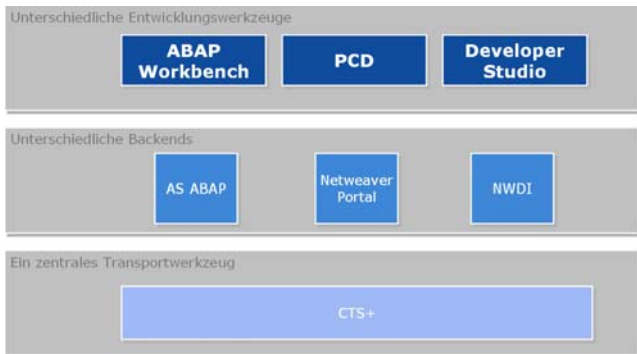 Unterschiedliche Entwicklungswerkzeuge
ABAP
Workbench
PCD
Developer
Studio
Unterschiedliche Backends
AS ABAP
Netweaver
Portal
NWDI
Ein zentrales Transportwerkzeug
CTS+